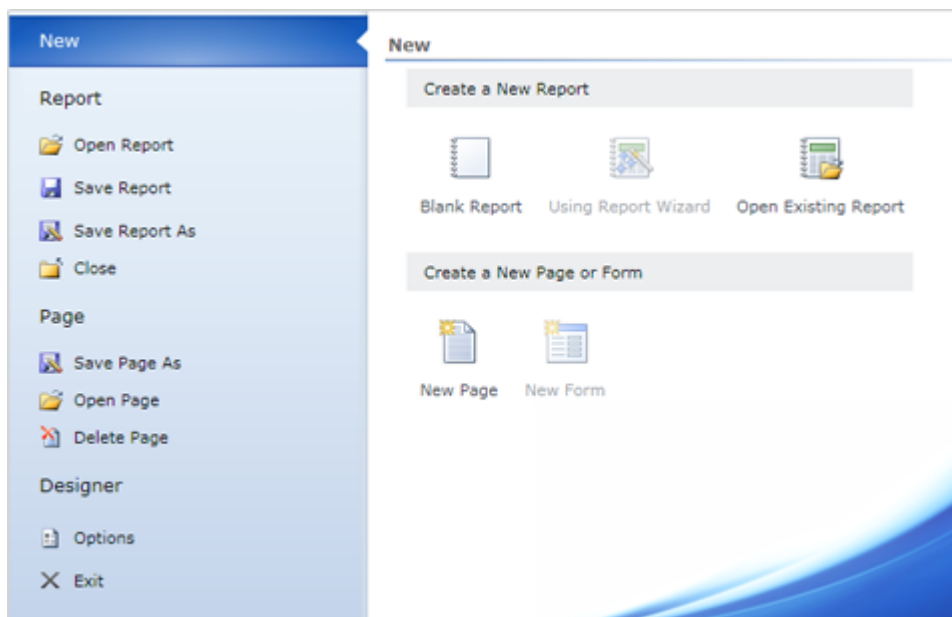 New
Report
Open Report
Save Report
Save Report As
Close
Page
Save Page As
Open Page
Delete Page
Designer
Options
Exit
New
Create a New Report
Blank Report Using Report Wizard Open Existing Report
Create a New Page or Form
New Page New Form